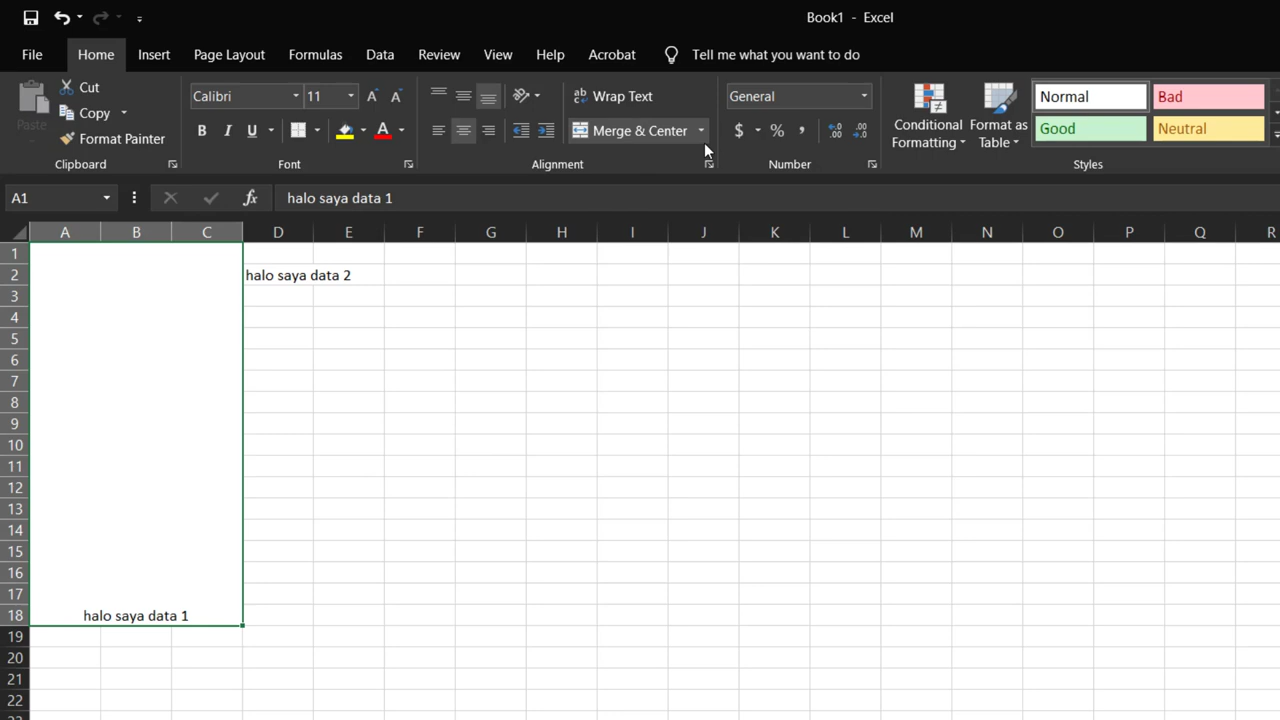 Book1 - Excel
File Home Insert Page Layout Formulas Data Review View Help Acrobat Tell me what you want to do
Paste
Cut
Copy
Format Painter
Clipboard
Calibri 11
B I U
Font
Wrap Text
Merge & Center
Alignment
General
$ % ,
Number
Conditional Formatting
Format as Table
Normal Bad
Good Neutral
Styles
A1 fx halo saya data 1
A B C D E F G H I J K L M N O P Q R
1
2 halo saya data 2
3
4
5
6
7
8
9
10
11
12
13
14
15
16
17
18 halo saya data 1
19
20
21
22